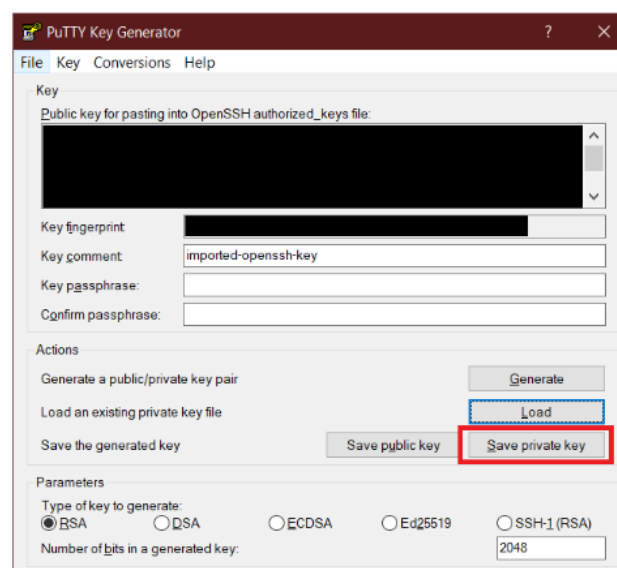 PuTTY Key Generator ? ×
File Key Conversions Help
Key
Public key for pasting into OpenSSH authorized_keys file:
Key fingerprint:
Key comment: imported-openssh-key
Key passphrase:
Confirm passphrase:
Actions
Generate a public/private key pair Generate
Load an existing private key file Load
Save the generated key Save public key Save private key
Parameters
Type of key to generate:
RSA DSA ECDSA Ed25519 SSH-1 (RSA)
Number of bits in a generated key: 2048